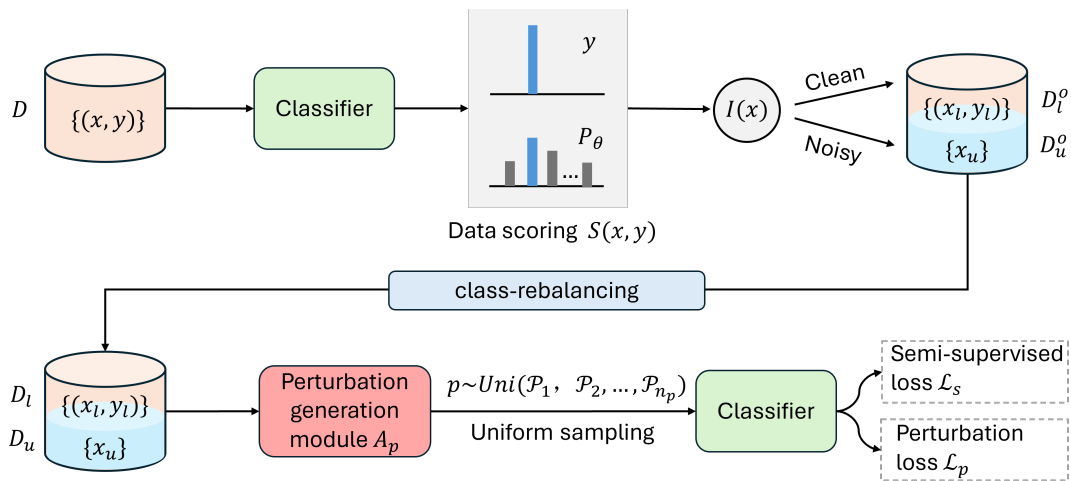 D
{(x, y)}
Classifier
y
P_θ
...
Data scoring S(x, y)
I(x)
Clean
Noisy
{(x_l, y_l)}
{x_u}
D_l^o
D_u^o
class-rebalancing
D_l
D_u
{(x_l, y_l)}
{x_u}
Perturbation
generation
module A_p
p~Uni(𝒫_1, 𝒫_2, ..., 𝒫_{n_p})
Uniform sampling
Classifier
Semi-supervised
loss ℒ_s
Perturbation
loss ℒ_p